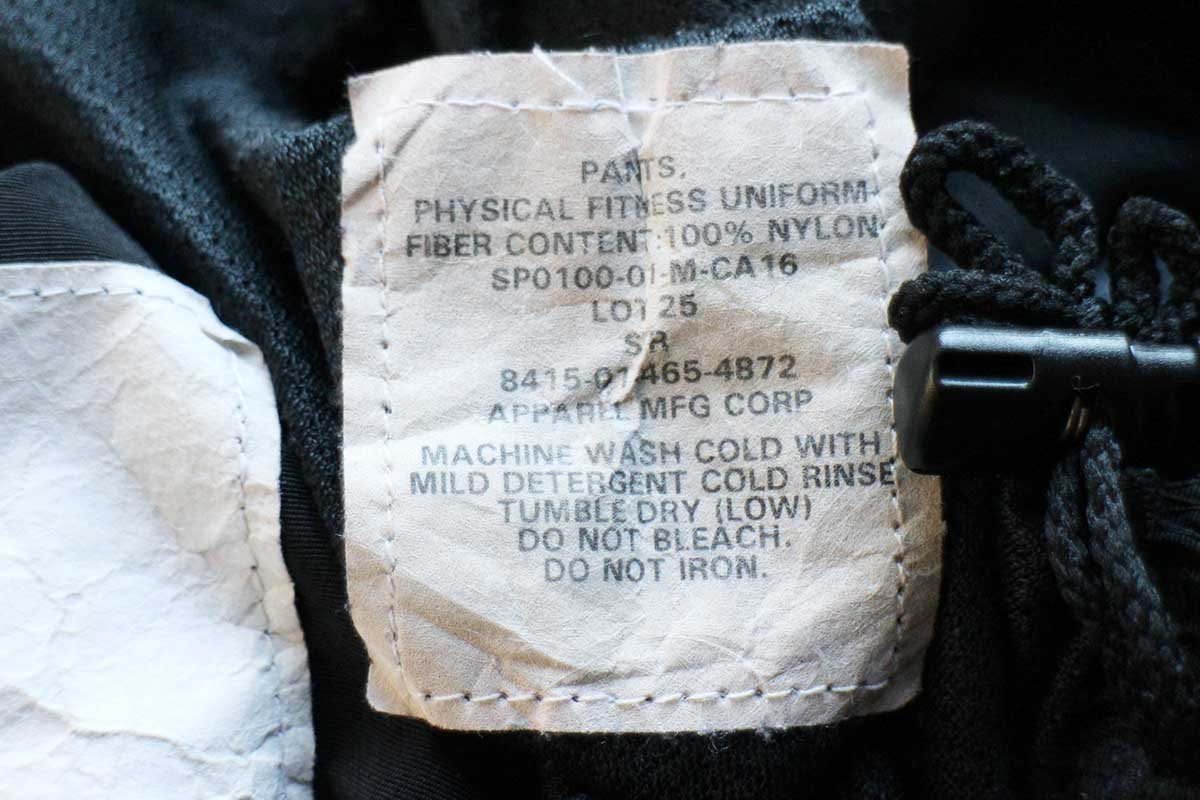 PANTS.
PHYSICAL FITNESS UNIFORM.
FIBER CONTENT:100% NYLON.
SP0100-01-M-CA16
LOT 25
SR
8415-01-465-4872
APPAREL MFG CORP
MACHINE WASH COLD WITH
MILD DETERGENT COLD RINSE
TUMBLE DRY (LOW)
DO NOT BLEACH.
DO NOT IRON.